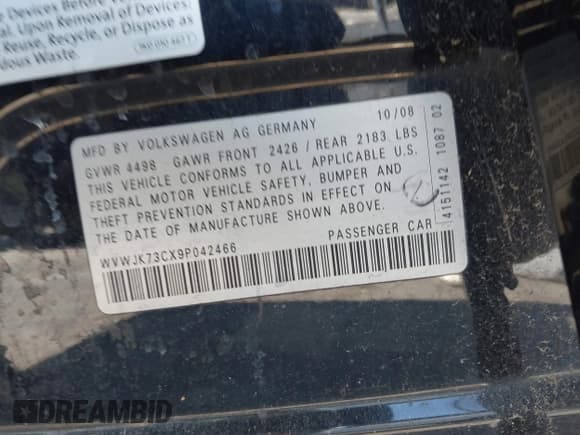 e Devices Before Ve
al. Upon Removal of Devices
Reuse, Recycle, or Dispose as
dous Waste.
MFD BY VOLKSWAGEN AG GERMANY 10/08
GVWR 4498 GAWR FRONT 2426 / REAR 2183 LBS
THIS VEHICLE CONFORMS TO ALL APPLICABLE U.S.
FEDERAL MOTOR VEHICLE SAFETY, BUMPER AND
THEFT PREVENTION STANDARDS IN EFFECT ON
THE DATE OF MANUFACTURE SHOWN ABOVE.
WVWJK73CX9P042466 PASSENGER CAR
4151142 1087 02
DREAMBID